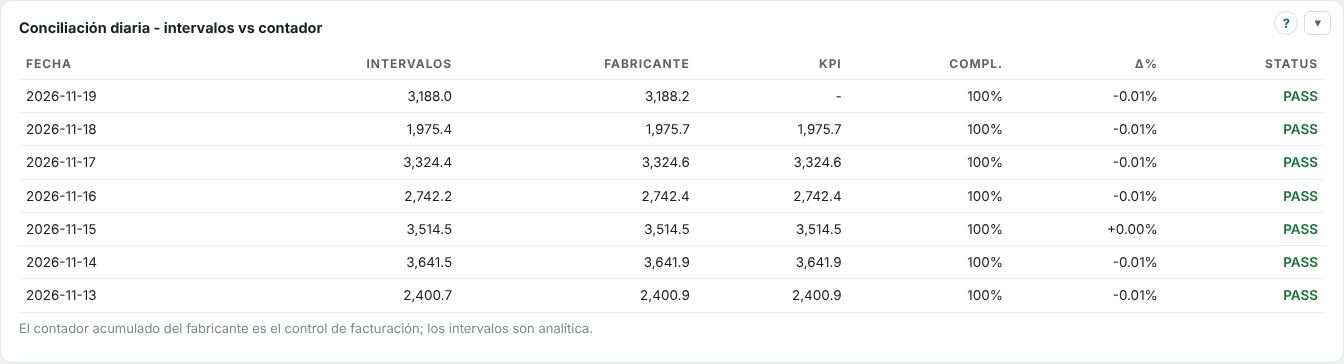 Conciliación diaria - intervalos vs contador
? ▼
FECHA INTERVALOS FABRICANTE KPI COMPL. Δ% STATUS
2026-11-19 3,188.0 3,188.2 - 100% -0.01% PASS
2026-11-18 1,975.4 1,975.7 1,975.7 100% -0.01% PASS
2026-11-17 3,324.4 3,324.6 3,324.6 100% -0.01% PASS
2026-11-16 2,742.2 2,742.4 2,742.4 100% -0.01% PASS
2026-11-15 3,514.5 3,514.5 3,514.5 100% +0.00% PASS
2026-11-14 3,641.5 3,641.9 3,641.9 100% -0.01% PASS
2026-11-13 2,400.7 2,400.9 2,400.9 100% -0.01% PASS
El contador acumulado del fabricante es el control de facturación; los intervalos son analítica.